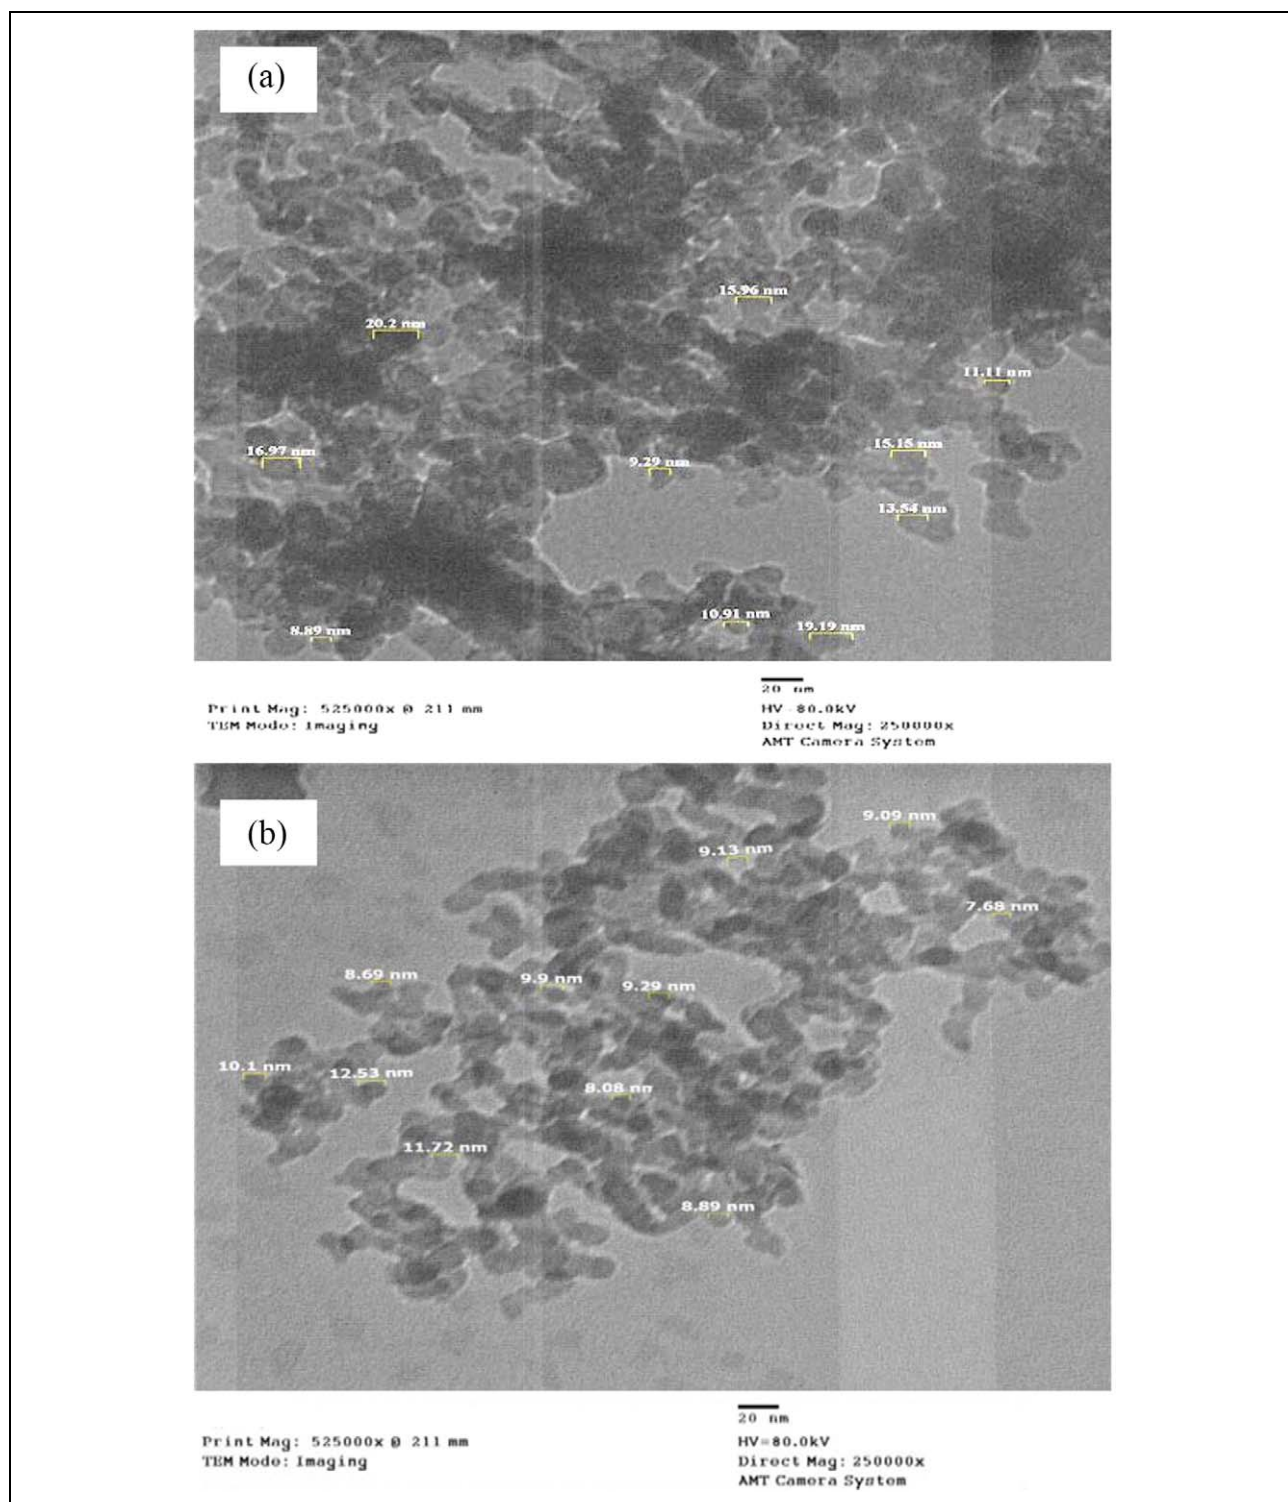 (a)
15.96 nm
20.2 nm
11.11 nm
15.15 nm
16.97 nm
9.29 nm
13.54 nm
10.91 nm
8.89 nm
19.19 nm
20 nm
Print Mag: 525000x @ 211 mm
TEM Mode: Imaging
HV=80.0kV
Direct Mag: 250000x
AMT Camera System
(b)
9.09 nm
9.13 nm
7.68 nm
8.69 nm
9.9 nm
9.29 nm
10.1 nm
12.53 nm
8.08 nm
11.72 nm
8.89 nm
20 nm
Print Mag: 525000x @ 211 mm
TEM Mode: Imaging
HV=80.0kV
Direct Mag: 250000x
AMT Camera System